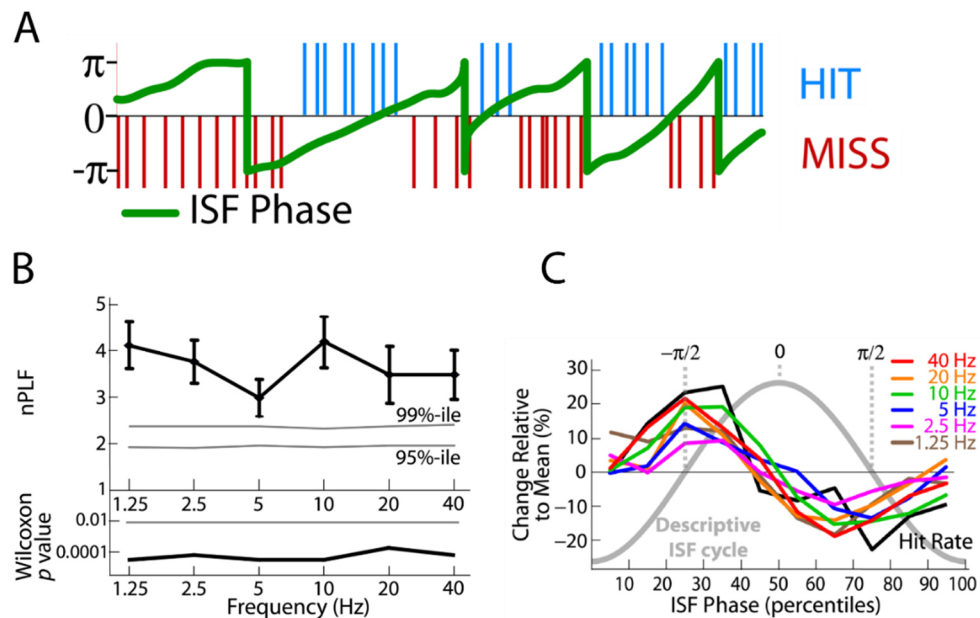 A
π
0
-π
HIT
MISS
ISF Phase
B
5
4
3
2
1
nPLF
99%-ile
95%-ile
1.25 2.5 5 10 20 40
0.01
0.0001
Wilcoxon
p value
1.25 2.5 5 10 20 40
Frequency (Hz)
C
−π/2 0 π/2
30
20
10
0
−10
−20
Change Relative
to Mean (%)
40 Hz
20 Hz
10 Hz
5 Hz
2.5 Hz
1.25 Hz
Descriptive
ISF cycle
Hit Rate
10 20 30 40 50 60 70 80 90 100
ISF Phase (percentiles)